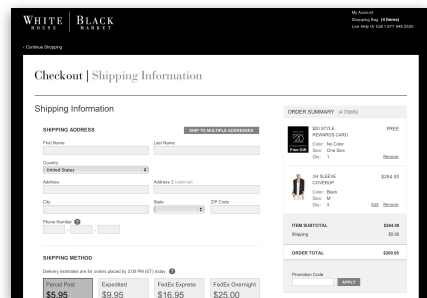 WHITE BLACK
HOUSE MARKET
My Account
Shopping Bag (4 Items)
Live Help Or Call 1.877.948.2525
‹ Continue Shopping
Checkout | Shipping Information
Shipping Information
SHIPPING ADDRESS
SHIP TO MULTIPLE ADDRESSES
First Name
Last Name
Country
United States
Address
Address 2 (optional)
City
State
ZIP Code
Phone Number ?
- -
SHIPPING METHOD
Delivery estimates are for orders placed by 2:00 PM (ET) today. ?
Parcel Post
$5.95
Expedited
$9.95
FedEx Express
$16.95
FedEx Overnight
$25.00
ORDER SUMMARY (4 ITEMS)
Free Gift
$20 STYLE
REWARDS CARD
FREE
Color: No Color
Size: One Size
Qty: 1
Remove
3/4 SLEEVE
COVERUP
$264.00
Color: Black
Size: M
Qty: 3
Edit Remove
ITEM SUBTOTAL $264.00
Shipping $5.95
ORDER TOTAL $269.95
Promotion Code
APPLY